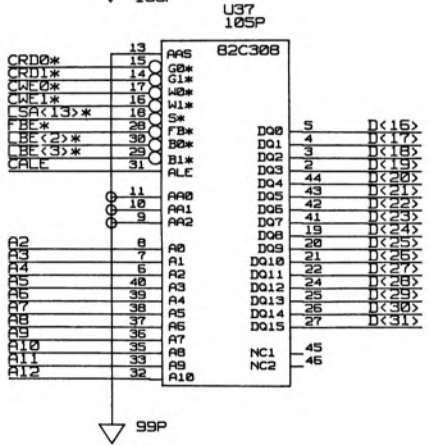 U37
105P
82C308
13 AAS
CRD0* 15 G0*
CRD1* 14 G1*
CWE0* 17 W0*
CWE1* 16 W1*
LSA<13>* 18 S*
FBE* 28 FB*
LBE<2>* 30 B0*
LBE<3>* 29 B1*
CALE 31 ALE
11 AA0
10 AA1
9 AA2
A2 8 A0
A3 7 A1
A4 6 A2
A5 40 A3
A6 39 A4
A7 38 A5
A8 37 A6
A9 36 A7
A10 35 A8
A11 33 A9
A12 32 A10
DQ0 5 D<16>
DQ1 4 D<17>
DQ2 3 D<18>
DQ3 2 D<19>
DQ4 44 D<20>
DQ5 43 D<21>
DQ6 42 D<22>
DQ7 41 D<23>
DQ8 19 D<24>
DQ9 20 D<25>
DQ10 21 D<26>
DQ11 22 D<27>
DQ12 24 D<28>
DQ13 25 D<29>
DQ14 26 D<30>
DQ15 27 D<31>
NC1 45
NC2 46
99P